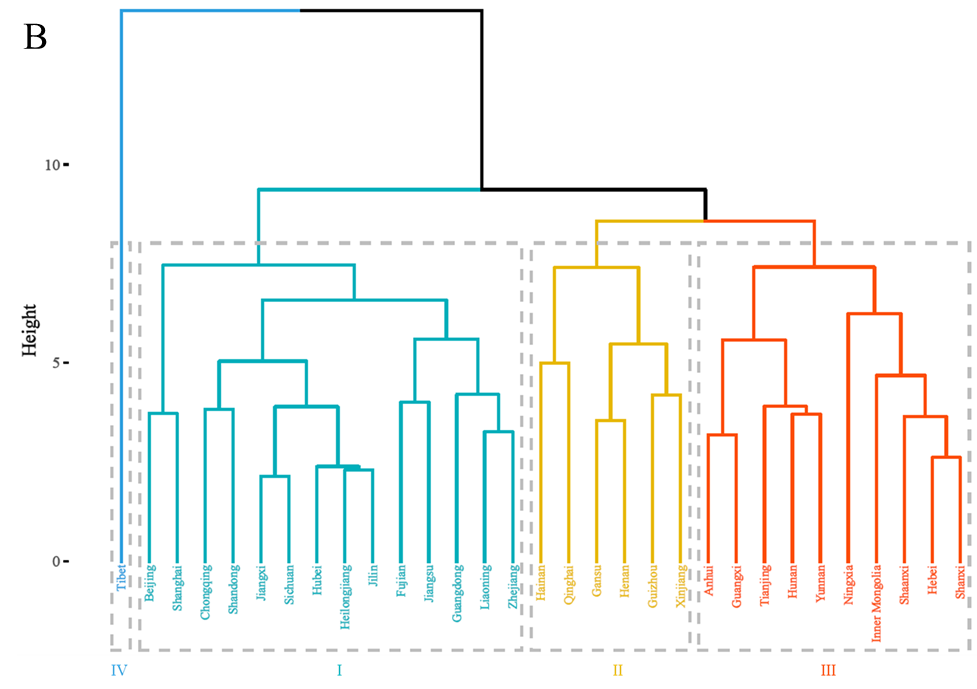 B
10
Height
5
0
Tibet
Beijing
Shanghai
Chongqing
Shandong
Jiangxi
Sichuan
Hubei
Heilongjiang
Jilin
Fujian
Jiangsu
Guangdong
Liaoning
Zhejiang
Hainan
Qinghai
Gansu
Henan
Guizhou
Xinjiang
Anhui
Guangxi
Tianjing
Hunan
Yunnan
Ningxia
Inner Mongolia
Shaanxi
Hebei
Shanxi
IV
I
II
III